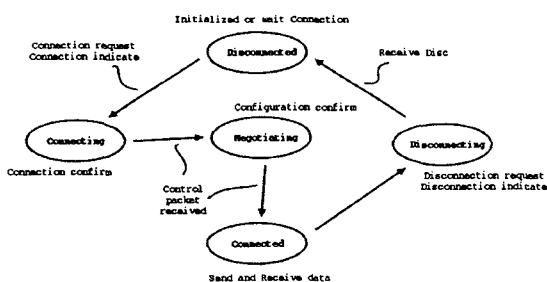 Initialized or wait Connection
Connection request
Connection indicate
Disconnected
Receive Disc
Configuration confirm
Connecting
Negotiating
Disconnecting
Connection confirm
Disconnection request
Disconnection indicate
Control
packet
received
Connected
Send and Receive data